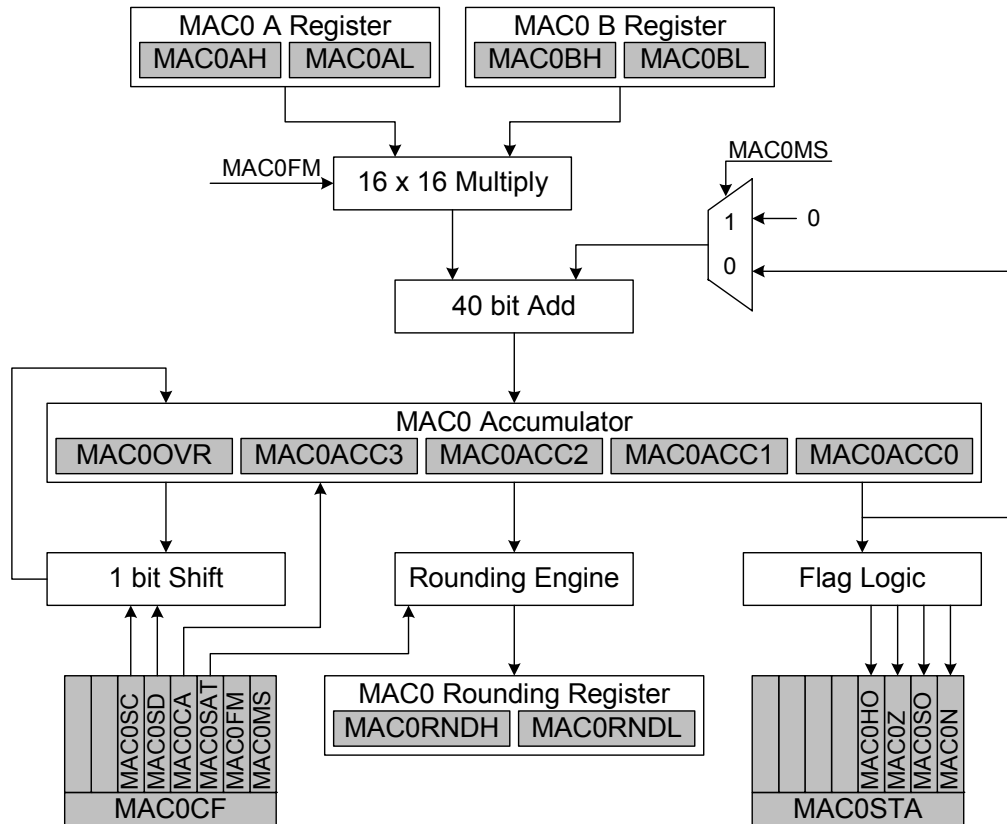 MAC0 A Register
MAC0AH
MAC0AL
MAC0 B Register
MAC0BH
MAC0BL
MAC0FM
16 x 16 Multiply
MAC0MS
1
0
0
40 bit Add
MAC0 Accumulator
MAC0OVR
MAC0ACC3
MAC0ACC2
MAC0ACC1
MAC0ACC0
1 bit Shift
Rounding Engine
Flag Logic
MAC0SC
MAC0SD
MAC0CA
MAC0SAT
MAC0FM
MAC0MS
MAC0CF
MAC0 Rounding Register
MAC0RNDH
MAC0RNDL
MAC0HO
MAC0Z
MAC0SO
MAC0N
MAC0STA